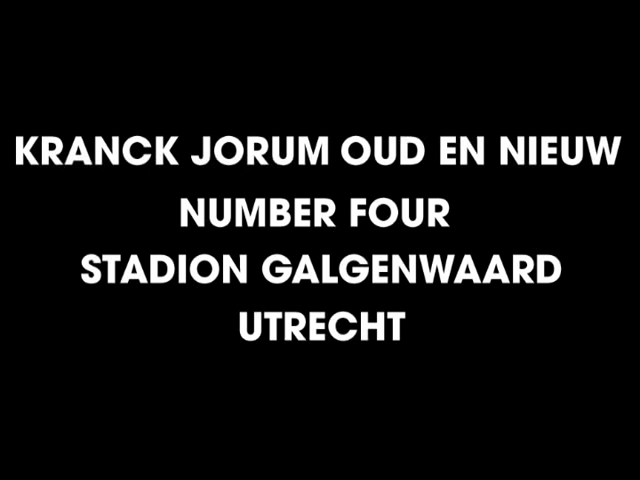 KRANCK JORUM OUD EN NIEUW
NUMBER FOUR
STADION GALGENWAARD
UTRECHT